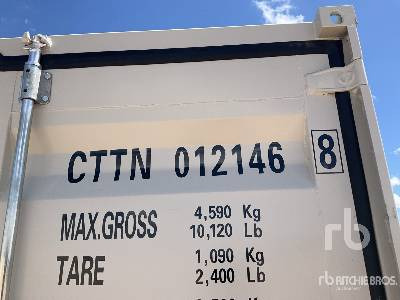 CTTN 012146 8
MAX.GROSS 4,590 Kg
10,120 Lb
TARE 1,090 Kg
2,400 Lb
rb
RITCHIE BROS.